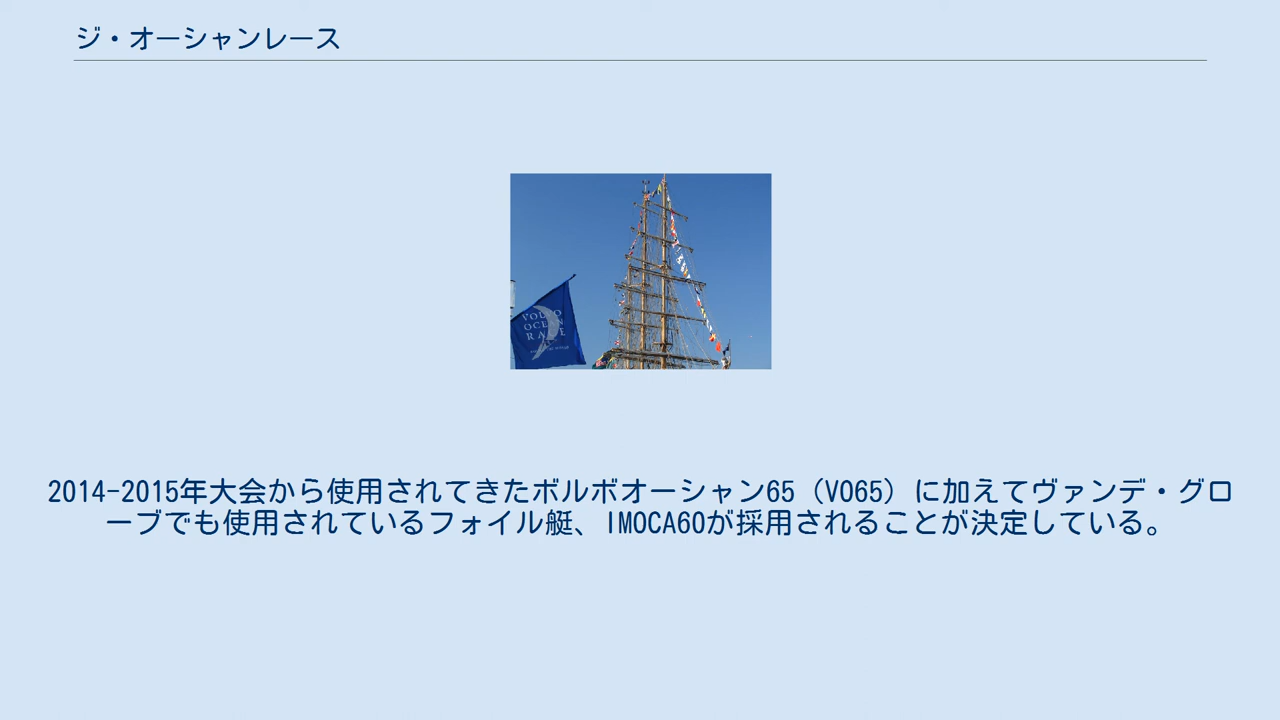 ジ・オーシャンレース
VOLVO
OCEAN
RACE
2014-2015年大会から使用されてきたボルボオーシャン65（VO65）に加えてヴァンデ・グロ
ーブでも使用されているフォイル艇、IMOCA60が採用されることが決定している。